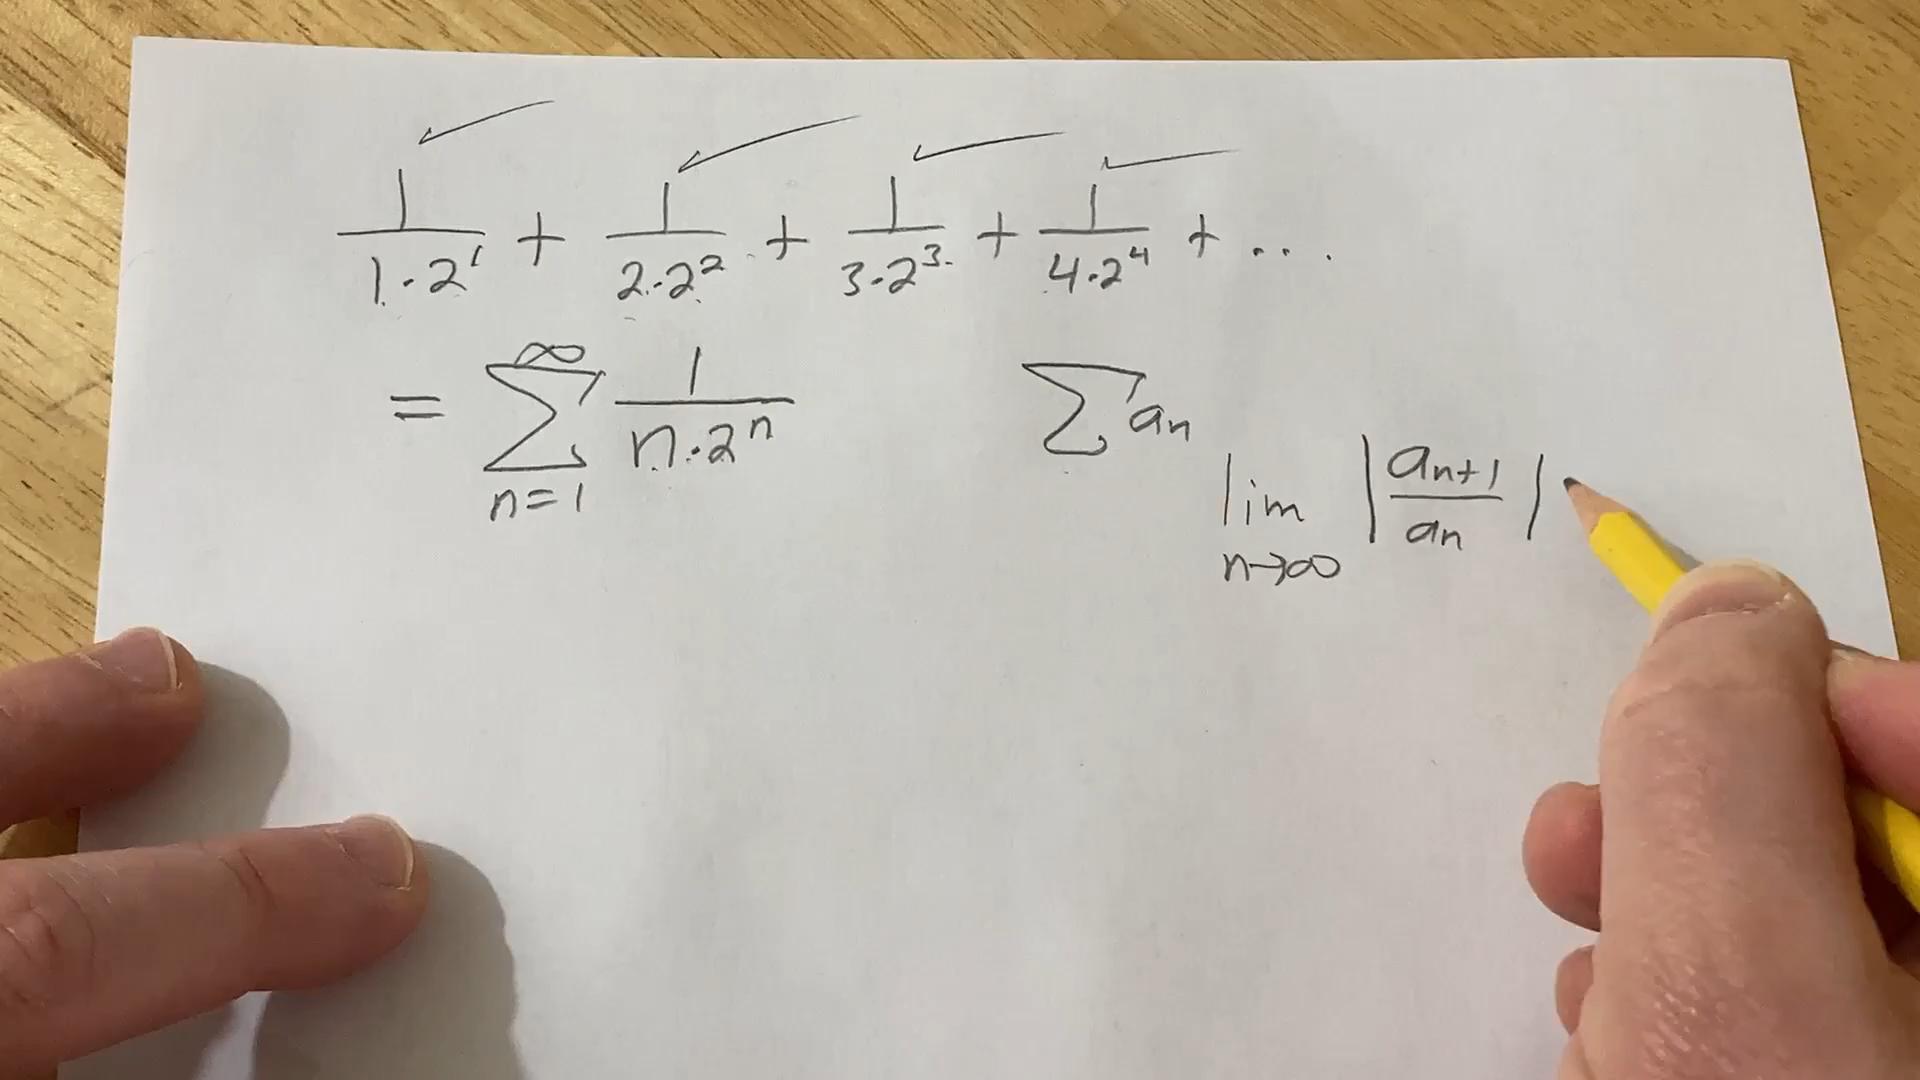 1/(1·2¹) + 1/(2·2²) + 1/(3·2³) + 1/(4·2⁴) + ...
= ∑_{n=1}^{∞} 1/(n·2ⁿ)
∑aₙ
lim_{n→∞} |aₙ₊₁/aₙ|